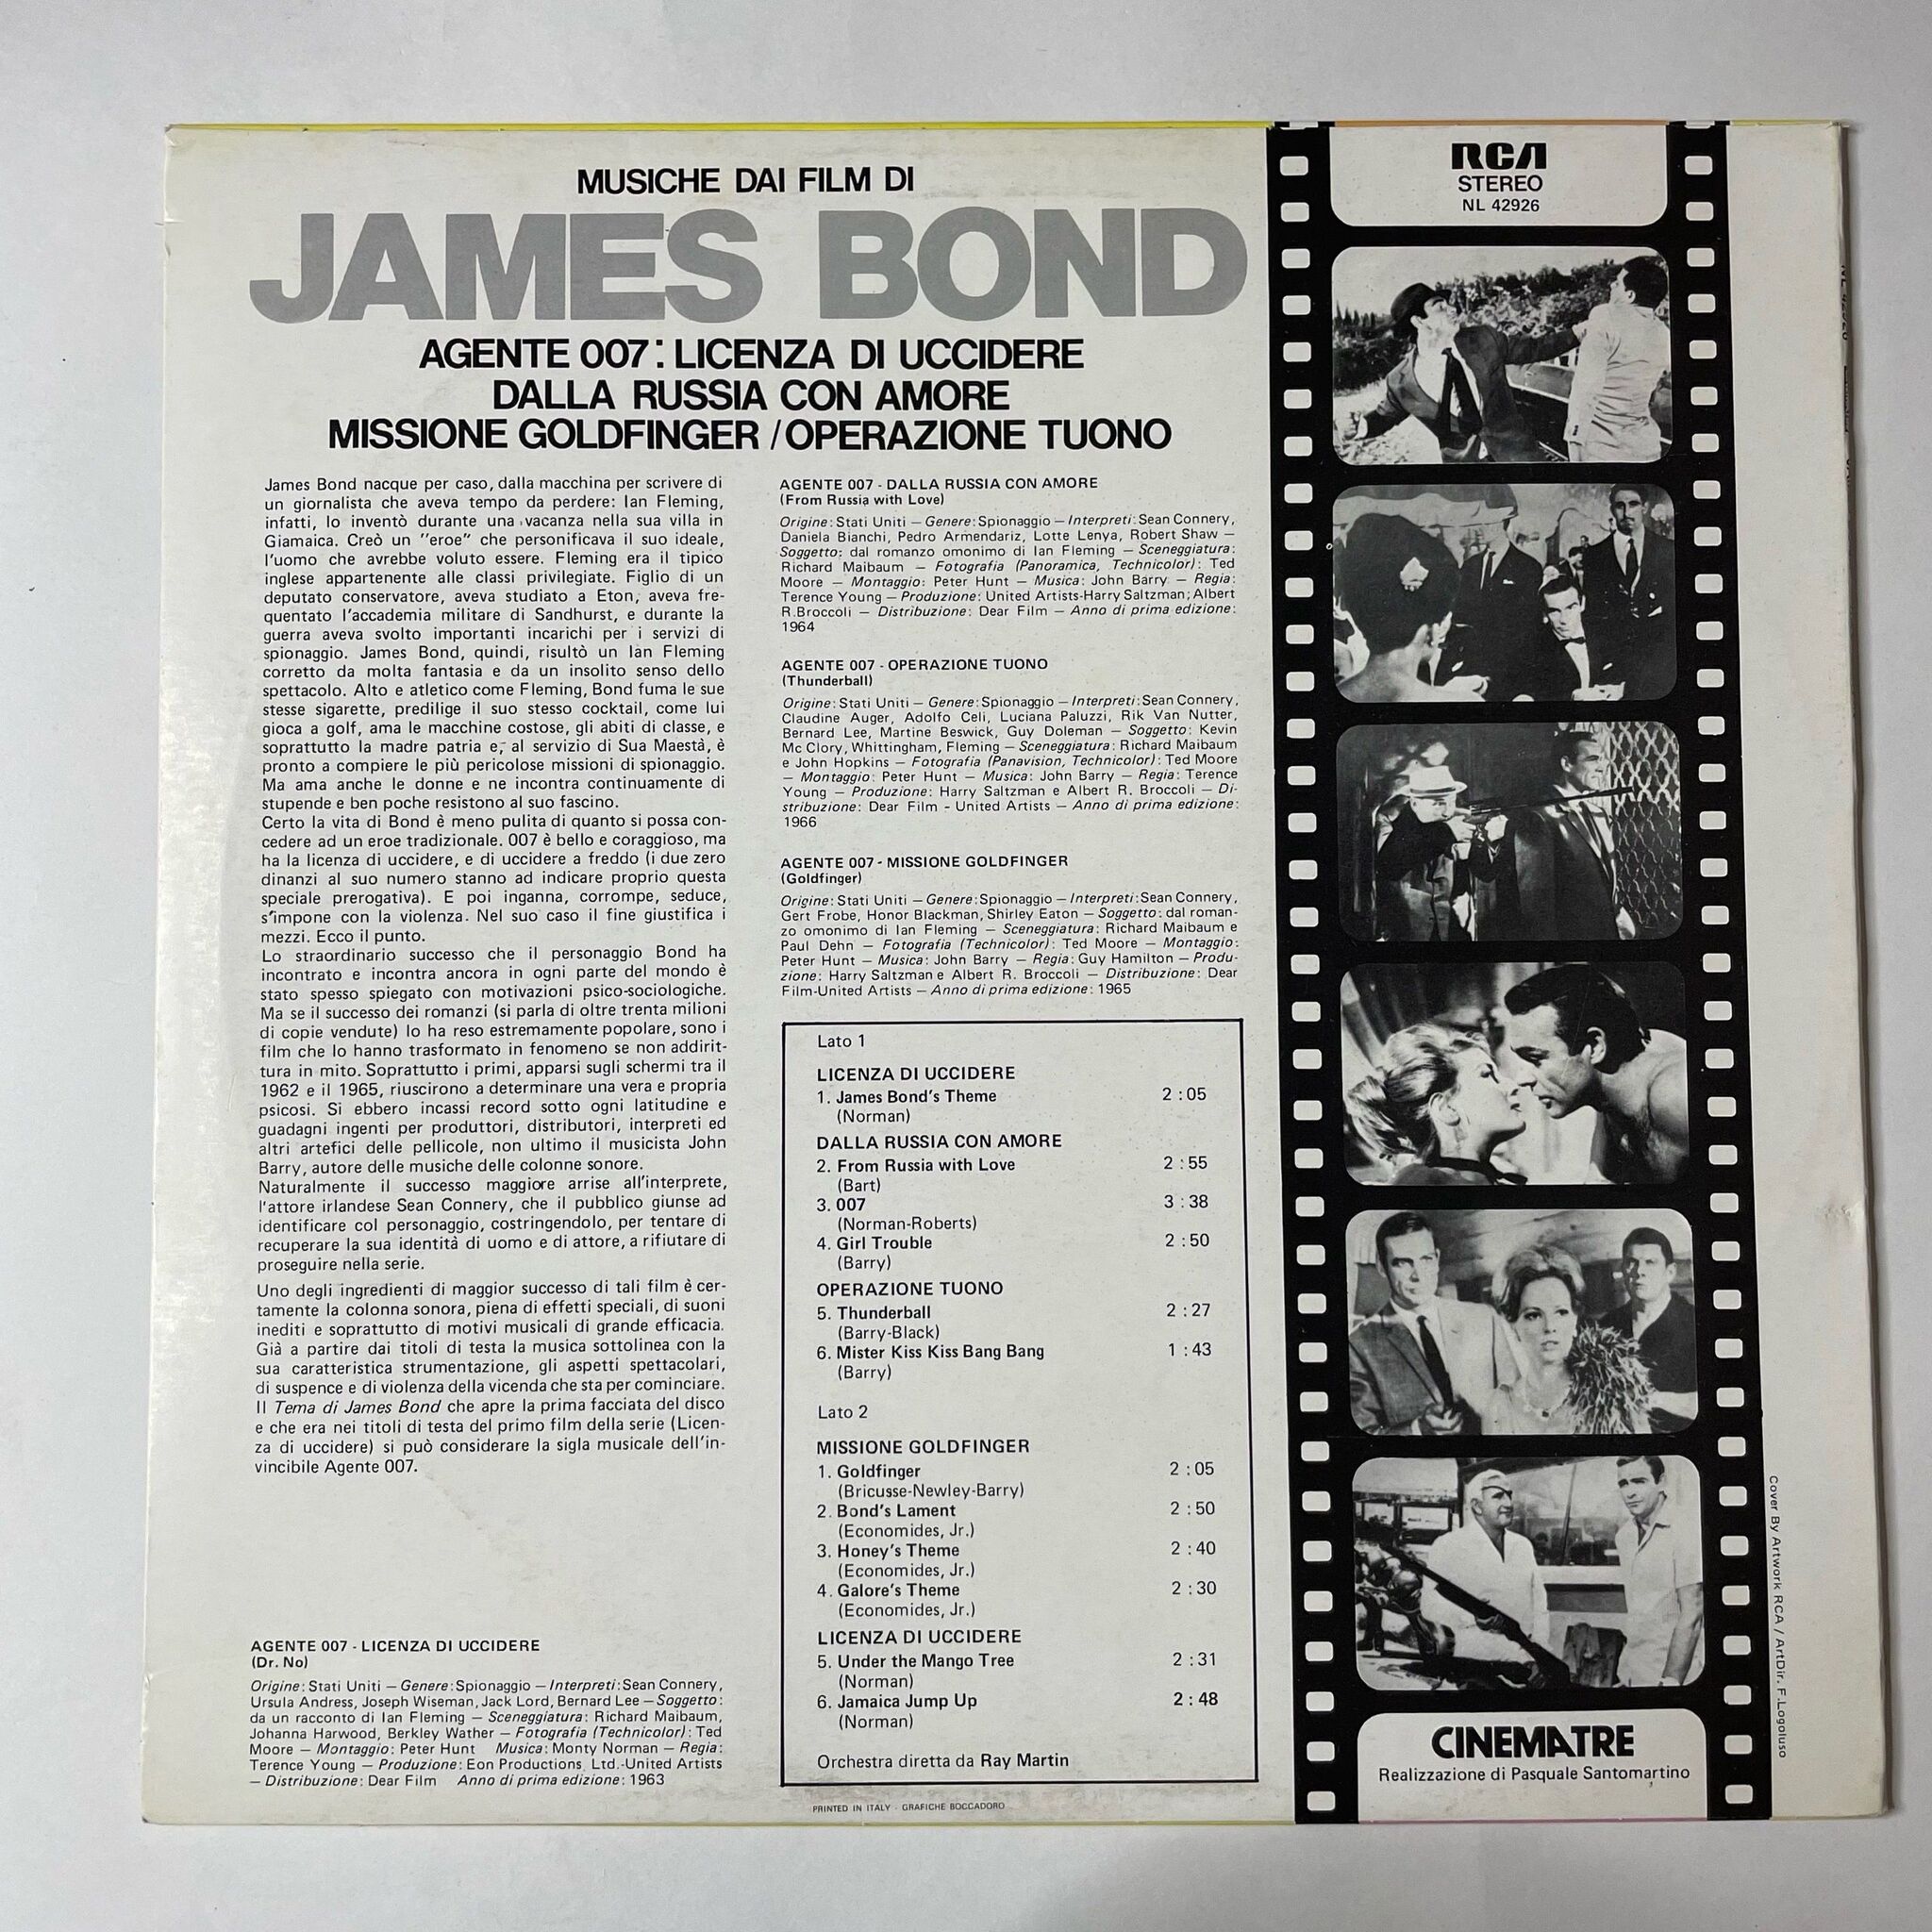 MUSICHE DAI FILM DI
JAMES BOND
AGENTE 007: LICENZA DI UCCIDERE
DALLA RUSSIA CON AMORE
MISSIONE GOLDFINGER / OPERAZIONE TUONO
James Bond nacque per caso, dalla macchina per scrivere di
un giornalista che aveva tempo da perdere: Ian Fleming,
infatti, lo inventò durante una vacanza nella sua villa in
Giamaica. Creò un "eroe" che personificava il suo ideale,
l'uomo che avrebbe voluto essere. Fleming era il tipico
inglese appartenente alle classi privilegiate. Figlio di un
deputato conservatore, aveva studiato a Eton, aveva fre-
quentato l'accademia militare di Sandhurst, e durante la
guerra aveva svolto importanti incarichi per i servizi di
spionaggio. James Bond, quindi, risultò un Ian Fleming
corretto da molta fantasia e da un insolito senso dello
spettacolo. Alto e atletico come Fleming, Bond fuma le sue
stesse sigarette, predilige il suo stesso cocktail, come lui
gioca a golf, ama le macchine costose, gli abiti di classe, e
soprattutto la madre patria e, al servizio di Sua Maestà, è
pronto a compiere le più pericolose missioni di spionaggio.
Ma ama anche le donne e ne incontra continuamente di
stupende e ben poche resistono al suo fascino.
Certo la vita di Bond è meno pulita di quanto si possa con-
cedere ad un eroe tradizionale. 007 è bello e coraggioso, ma
ha la licenza di uccidere, e di uccidere a freddo (i due zero
dinanzi al suo numero stanno ad indicare proprio questa
speciale prerogativa). E poi inganna, corrompe, seduce,
s'impone con la violenza. Nel suo caso il fine giustifica i
mezzi. Ecco il punto.
Lo straordinario successo che il personaggio Bond ha
incontrato e incontra ancora in ogni parte del mondo è
stato spesso spiegato con motivazioni psico-sociologiche.
Ma se il successo dei romanzi (si parla di oltre trenta milioni
di copie vendute) lo ha reso estremamente popolare, sono i
film che lo hanno trasformato in fenomeno se non addirit-
tura in mito. Soprattutto i primi, apparsi sugli schermi tra il
1962 e il 1965, riuscirono a determinare una vera e propria
psicosi. Si ebbero incassi record sotto ogni latitudine e
guadagni ingenti per produttori, distributori, interpreti ed
altri artefici delle pellicole, non ultimo il musicista John
Barry, autore delle musiche delle colonne sonore.
Naturalmente il successo maggiore arrise all'interprete,
l'attore irlandese Sean Connery, che il pubblico giunse ad
identificare col personaggio, costringendolo, per tentare di
recuperare la sua identità di uomo e di attore, a rifiutare di
proseguire nella serie.
Uno degli ingredienti di maggior successo di tali film è cer-
tamente la colonna sonora, piena di effetti speciali, di suoni
inediti e soprattutto di motivi musicali di grande efficacia.
Già a partire dai titoli di testa la musica sottolinea con la
sua caratteristica strumentazione, gli aspetti spettacolari,
di suspence e di violenza della vicenda che sta per cominciare.
Il Tema di James Bond che apre la prima facciata del disco
e che era nei titoli di testa del primo film della serie (Licen-
za di uccidere) si può considerare la sigla musicale dell'in-
vincibile Agente 007.
AGENTE 007 - LICENZA DI UCCIDERE
(Dr. No)
Origine: Stati Uniti — Genere: Spionaggio — Interpreti: Sean Connery,
Ursula Andress, Joseph Wiseman, Jack Lord, Bernard Lee — Soggetto:
da un racconto di Ian Fleming — Sceneggiatura: Richard Maibaum,
Johanna Harwood, Berkley Wather — Fotografia (Technicolor): Ted
Moore — Montaggio: Peter Hunt Musica: Monty Norman — Regia:
Terence Young — Produzione: Eon Productions, Ltd.-United Artists
— Distribuzione: Dear Film Anno di prima edizione: 1963
AGENTE 007 - DALLA RUSSIA CON AMORE
(From Russia with Love)
Origine: Stati Uniti — Genere: Spionaggio — Interpreti: Sean Connery,
Daniela Bianchi, Pedro Armendariz, Lotte Lenya, Robert Shaw —
Soggetto: dal romanzo omonimo di Ian Fleming — Sceneggiatura:
Richard Maibaum — Fotografia (Panoramica, Technicolor): Ted
Moore — Montaggio: Peter Hunt — Musica: John Barry — Regia:
Terence Young — Produzione: United Artists-Harry Saltzman; Albert
R.Broccoli — Distribuzione: Dear Film — Anno di prima edizione:
1964
AGENTE 007 - OPERAZIONE TUONO
(Thunderball)
Origine: Stati Uniti — Genere: Spionaggio — Interpreti: Sean Connery,
Claudine Auger, Adolfo Celi, Luciana Paluzzi, Rik Van Nutter,
Bernard Lee, Martine Beswick, Guy Doleman — Soggetto: Kevin
Mc Clory, Whittingham, Fleming — Sceneggiatura: Richard Maibaum
e John Hopkins — Fotografia (Panavision, Technicolor): Ted Moore
— Montaggio: Peter Hunt — Musica: John Barry — Regia: Terence
Young — Produzione: Harry Saltzman e Albert R. Broccoli — Di-
stribuzione: Dear Film - United Artists — Anno di prima edizione:
1966
AGENTE 007 - MISSIONE GOLDFINGER
(Goldfinger)
Origine: Stati Uniti — Genere: Spionaggio — Interpreti: Sean Connery,
Gert Frobe, Honor Blackman, Shirley Eaton — Soggetto: dal roman-
zo omonimo di Ian Fleming — Sceneggiatura: Richard Maibaum e
Paul Dehn — Fotografia (Technicolor): Ted Moore — Montaggio:
Peter Hunt — Musica: John Barry — Regia: Guy Hamilton — Produ-
zione: Harry Saltzman e Albert R. Broccoli — Distribuzione: Dear
Film-United Artists — Anno di prima edizione: 1965
Lato 1
LICENZA DI UCCIDERE
1. James Bond's Theme 2:05
(Norman)
DALLA RUSSIA CON AMORE
2. From Russia with Love 2:55
(Bart)
3. 007 3:38
(Norman-Roberts)
4. Girl Trouble 2:50
(Barry)
OPERAZIONE TUONO
5. Thunderball 2:27
(Barry-Black)
6. Mister Kiss Kiss Bang Bang 1:43
(Barry)
Lato 2
MISSIONE GOLDFINGER
1. Goldfinger 2:05
(Bricusse-Newley-Barry)
2. Bond's Lament 2:50
(Economides, Jr.)
3. Honey's Theme 2:40
(Economides, Jr.)
4. Galore's Theme 2:30
(Economides, Jr.)
LICENZA DI UCCIDERE
5. Under the Mango Tree 2:31
(Norman)
6. Jamaica Jump Up 2:48
(Norman)
Orchestra diretta da Ray Martin
PRINTED IN ITALY - GRAFICHE BOCCADORO
RCA
STEREO
NL 42926
CINEMATRE
Realizzazione di Pasquale Santomartino
Cover By Artwork RCA / Art Dir. F. Logoluso